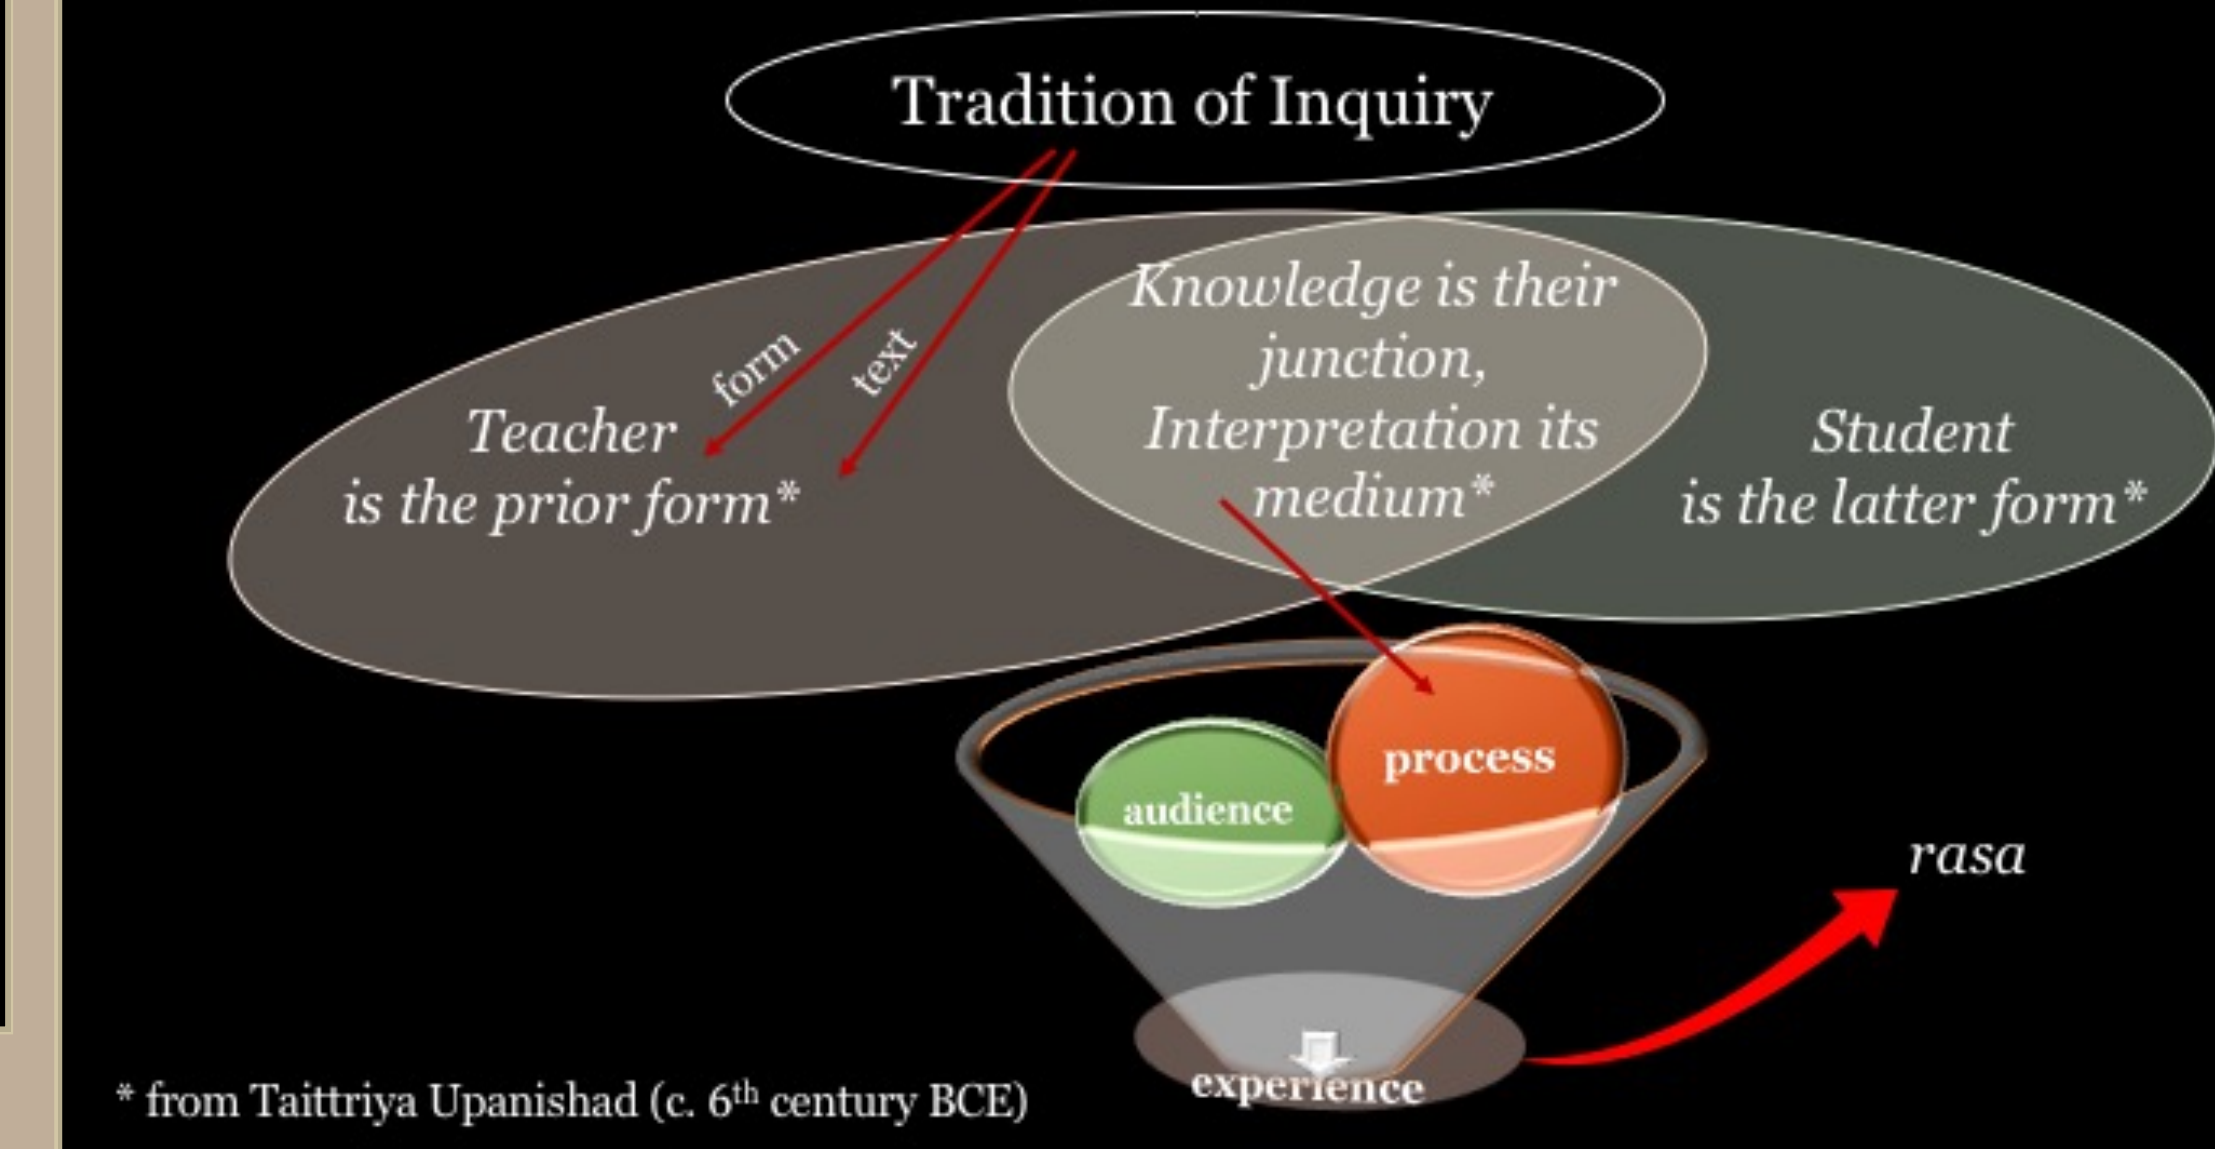 Tradition of Inquiry
form
text
Teacher
is the prior form*
Knowledge is their
junction,
Interpretation its
medium*
Student
is the latter form*
process
audience
rasa
experience
* from Taittriya Upanishad (c. 6th century BCE)